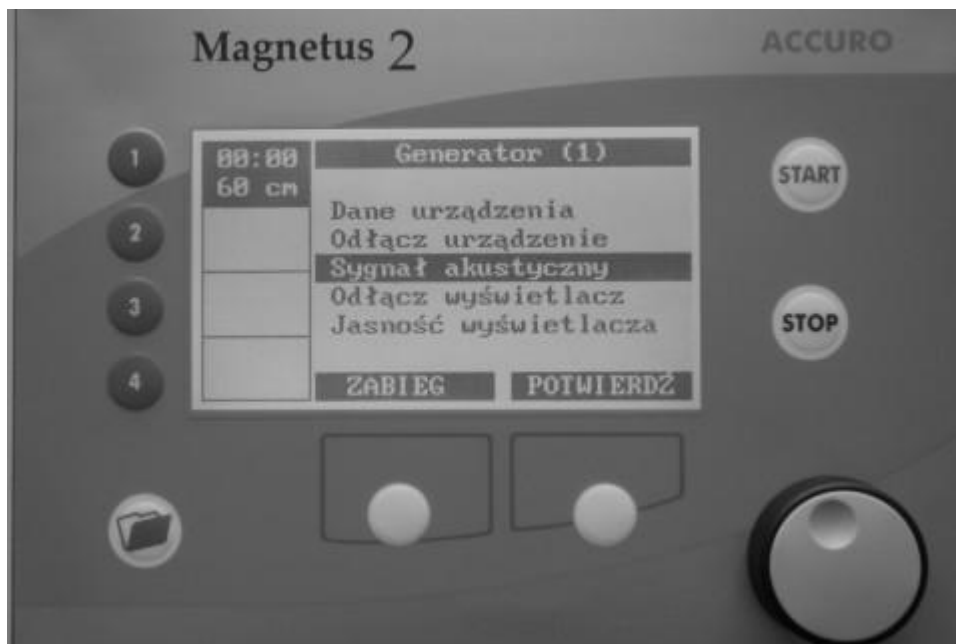 Magnetus 2
ACCURO
1
2
3
4
00:00
60 cm
Generator (1)
Dane urządzenia
Odłącz urządzenie
Sygnał akustyczny
Odłącz wyświetlacz
Jasność wyświetlacza
ZABIEG
POTWIERDŹ
START
STOP